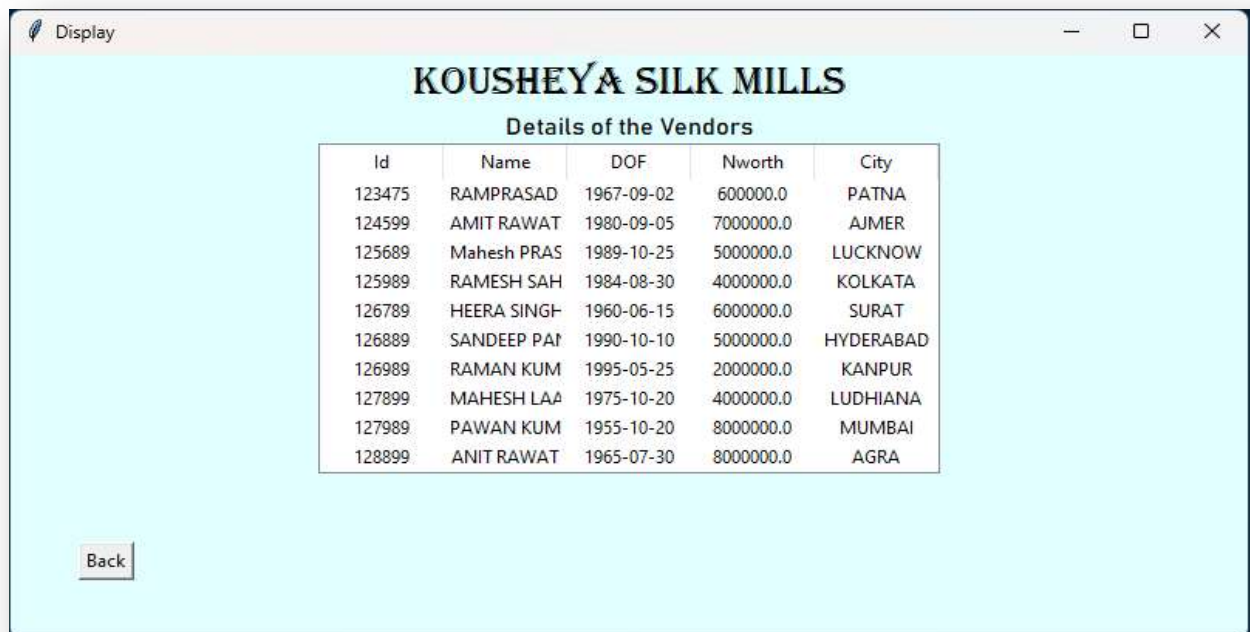 Display
KOUSHEYA SILK MILLS
Details of the Vendors
Id Name DOF Nworth City
123475 RAMPRASAD 1967-09-02 600000.0 PATNA
124599 AMIT RAWAT 1980-09-05 7000000.0 AJMER
125689 Mahesh PRAS 1989-10-25 5000000.0 LUCKNOW
125989 RAMESH SAH 1984-08-30 4000000.0 KOLKATA
126789 HEERA SINGH 1960-06-15 6000000.0 SURAT
126889 SANDEEP PAN 1990-10-10 5000000.0 HYDERABAD
126989 RAMAN KUM 1995-05-25 2000000.0 KANPUR
127899 MAHESH LAA 1975-10-20 4000000.0 LUDHIANA
127989 PAWAN KUM 1955-10-20 8000000.0 MUMBAI
128899 ANIT RAWAT 1965-07-30 8000000.0 AGRA
Back